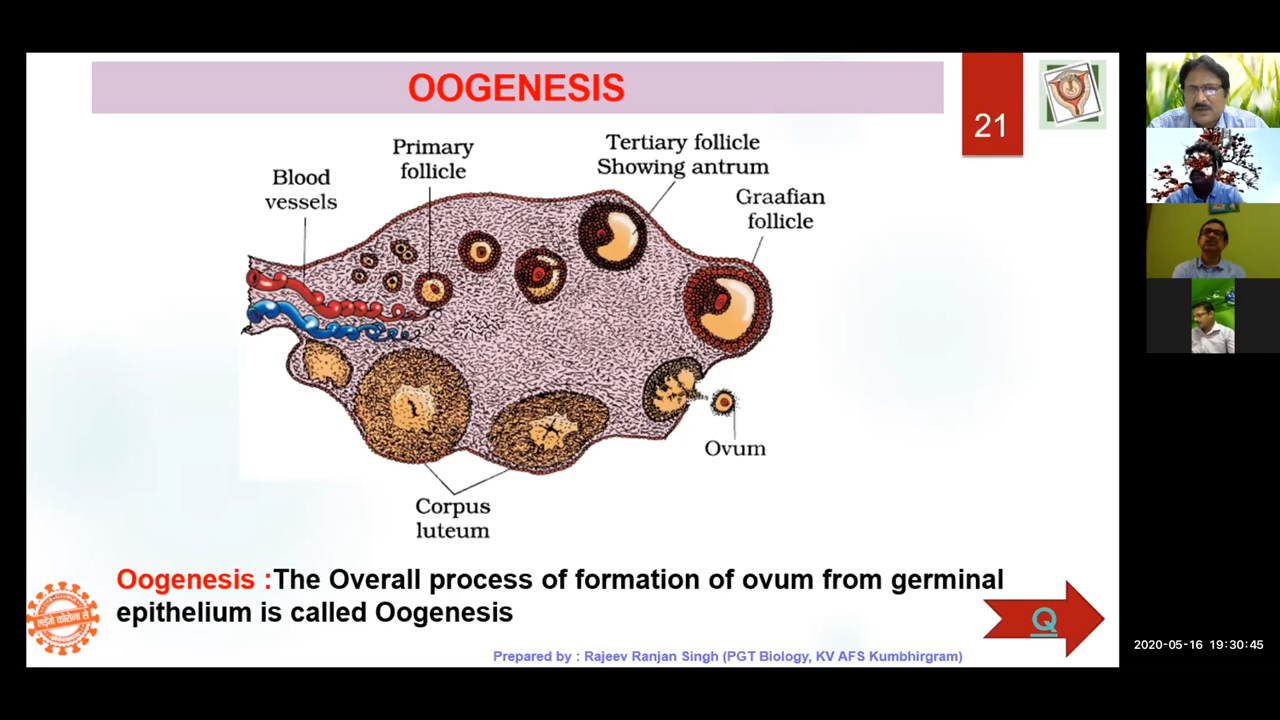 OOGENESIS
21
Tertiary follicle
Showing antrum
Primary
follicle
Blood
vessels
Graafian
follicle
Ovum
Corpus
luteum
Oogenesis :The Overall process of formation of ovum from germinal
epithelium is called Oogenesis
Q
लड़ेंगे कोरोना से
Prepared by : Rajeev Ranjan Singh (PGT Biology, KV AFS Kumbhirgram)
2020-05-16 19:30:45